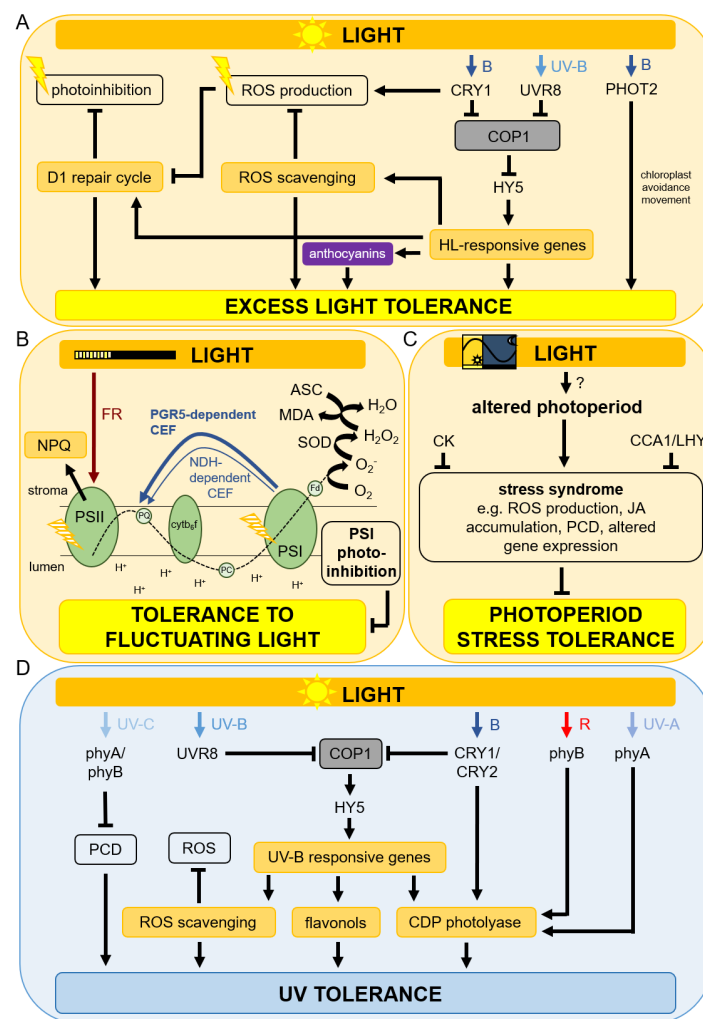 A
LIGHT
B
UV-B
B
photoinhibition
ROS production
CRY1
UVR8
PHOT2
COP1
D1 repair cycle
ROS scavenging
HY5
chloroplast
avoidance
movement
HL-responsive genes
anthocyanins
EXCESS LIGHT TOLERANCE
B
LIGHT
FR
PGR5-dependent
CEF
NDH-
dependent
CEF
ASC
H2O
MDA
H2O2
SOD
O2-
O2
NPQ
stroma
PSII
PQ
cytb6f
Fd
PSI
PC
lumen
H+
H+
H+
H+
H+
H+
H+
PSI
photo-
inhibition
TOLERANCE TO
FLUCTUATING LIGHT
C
LIGHT
?
altered photoperiod
CK
CCA1/LHY
stress syndrome
e.g. ROS production, JA
accumulation, PCD, altered
gene expression
PHOTOPERIOD
STRESS TOLERANCE
D
LIGHT
UV-C
UV-B
B
R
UV-A
phyA/
phyB
UVR8
COP1
CRY1/
CRY2
phyB
phyA
HY5
PCD
ROS
UV-B responsive genes
ROS scavenging
flavonols
CDP photolyase
UV TOLERANCE